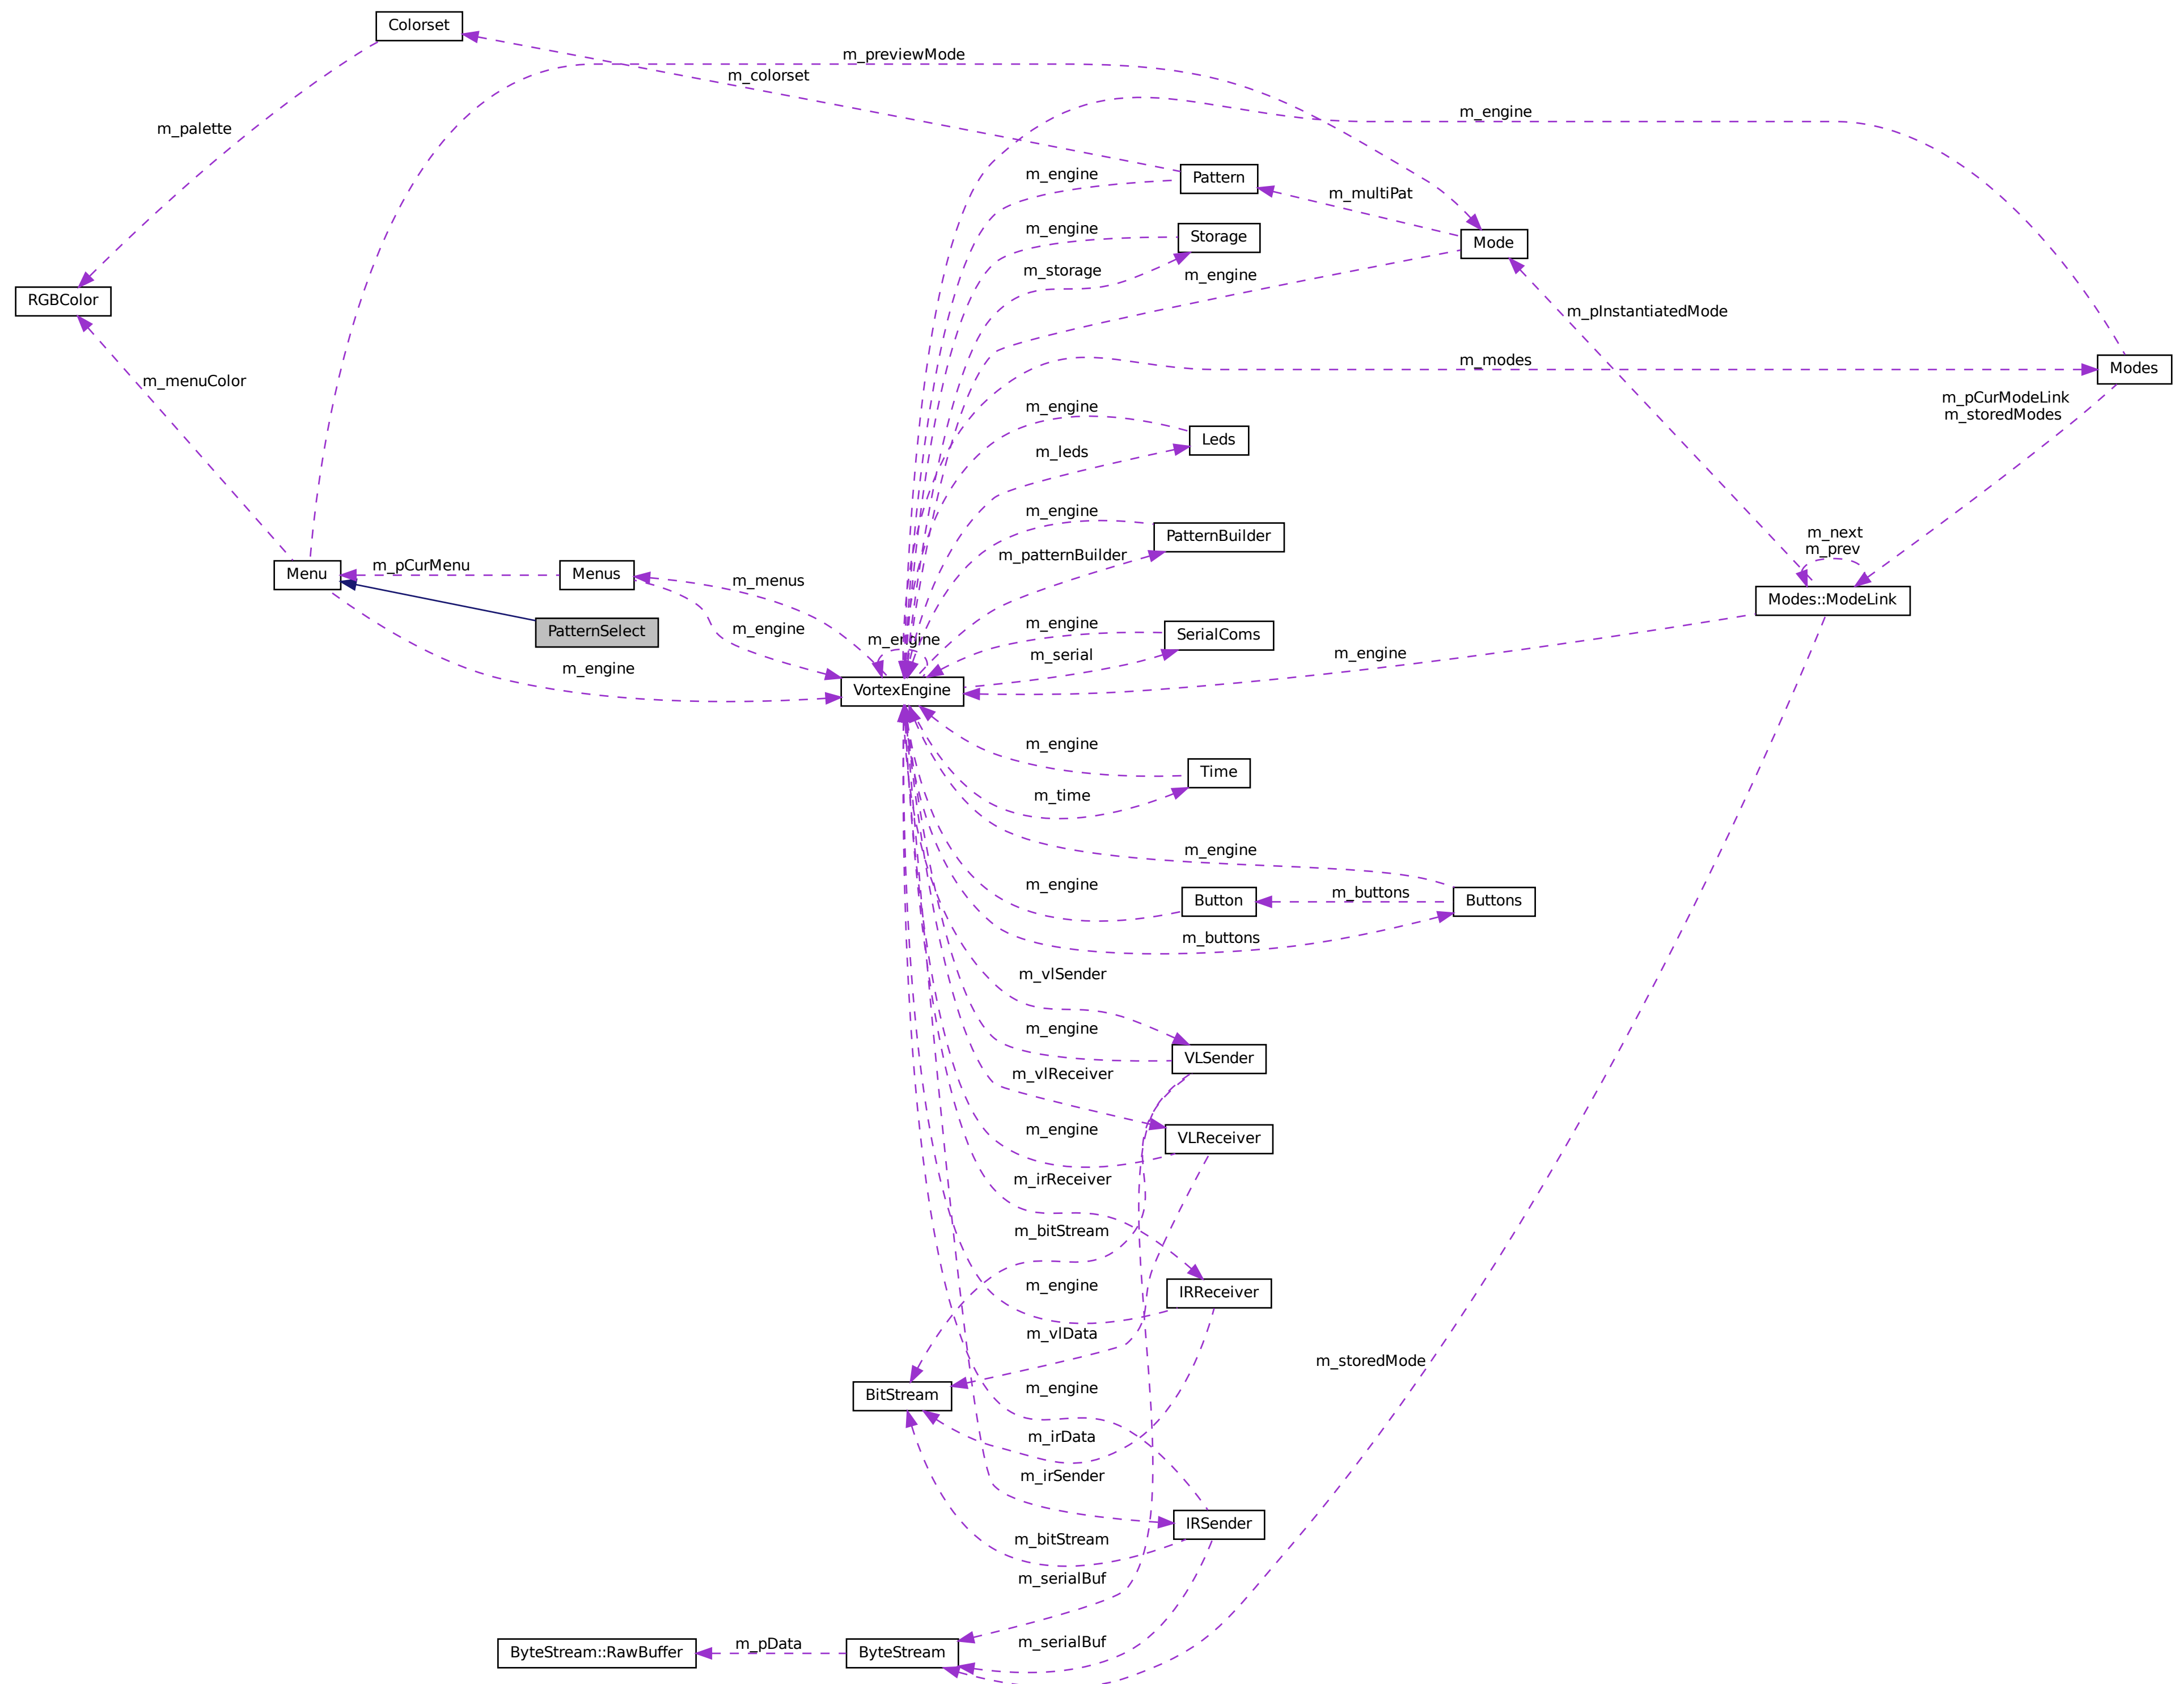 Colorset
m_previewMode
m_colorset
m_engine
m_palette
m_engine
Pattern
m_multiPat
m_engine
Storage
Mode
m_storage
m_engine
RGBColor
m_pInstantiatedMode
m_modes
Modes
m_menuColor
m_pCurModeLink
m_storedModes
m_engine
Leds
m_leds
m_engine
PatternBuilder
m_next
m_prev
m_patternBuilder
m_pCurMenu
Menu
Menus
m_menus
Modes::ModeLink
PatternSelect
m_engine
m_engine
SerialComs
m_engine
m_serial
m_engine
m_engine
VortexEngine
m_engine
Time
m_time
m_engine
m_engine
m_buttons
Button
Buttons
m_buttons
m_vlSender
m_engine
VLSender
m_vlReceiver
m_engine
VLReceiver
m_irReceiver
m_bitStream
m_engine
IRReceiver
m_vlData
m_storedMode
m_engine
BitStream
m_irData
m_irSender
IRSender
m_bitStream
m_serialBuf
m_serialBuf
m_pData
ByteStream::RawBuffer
ByteStream